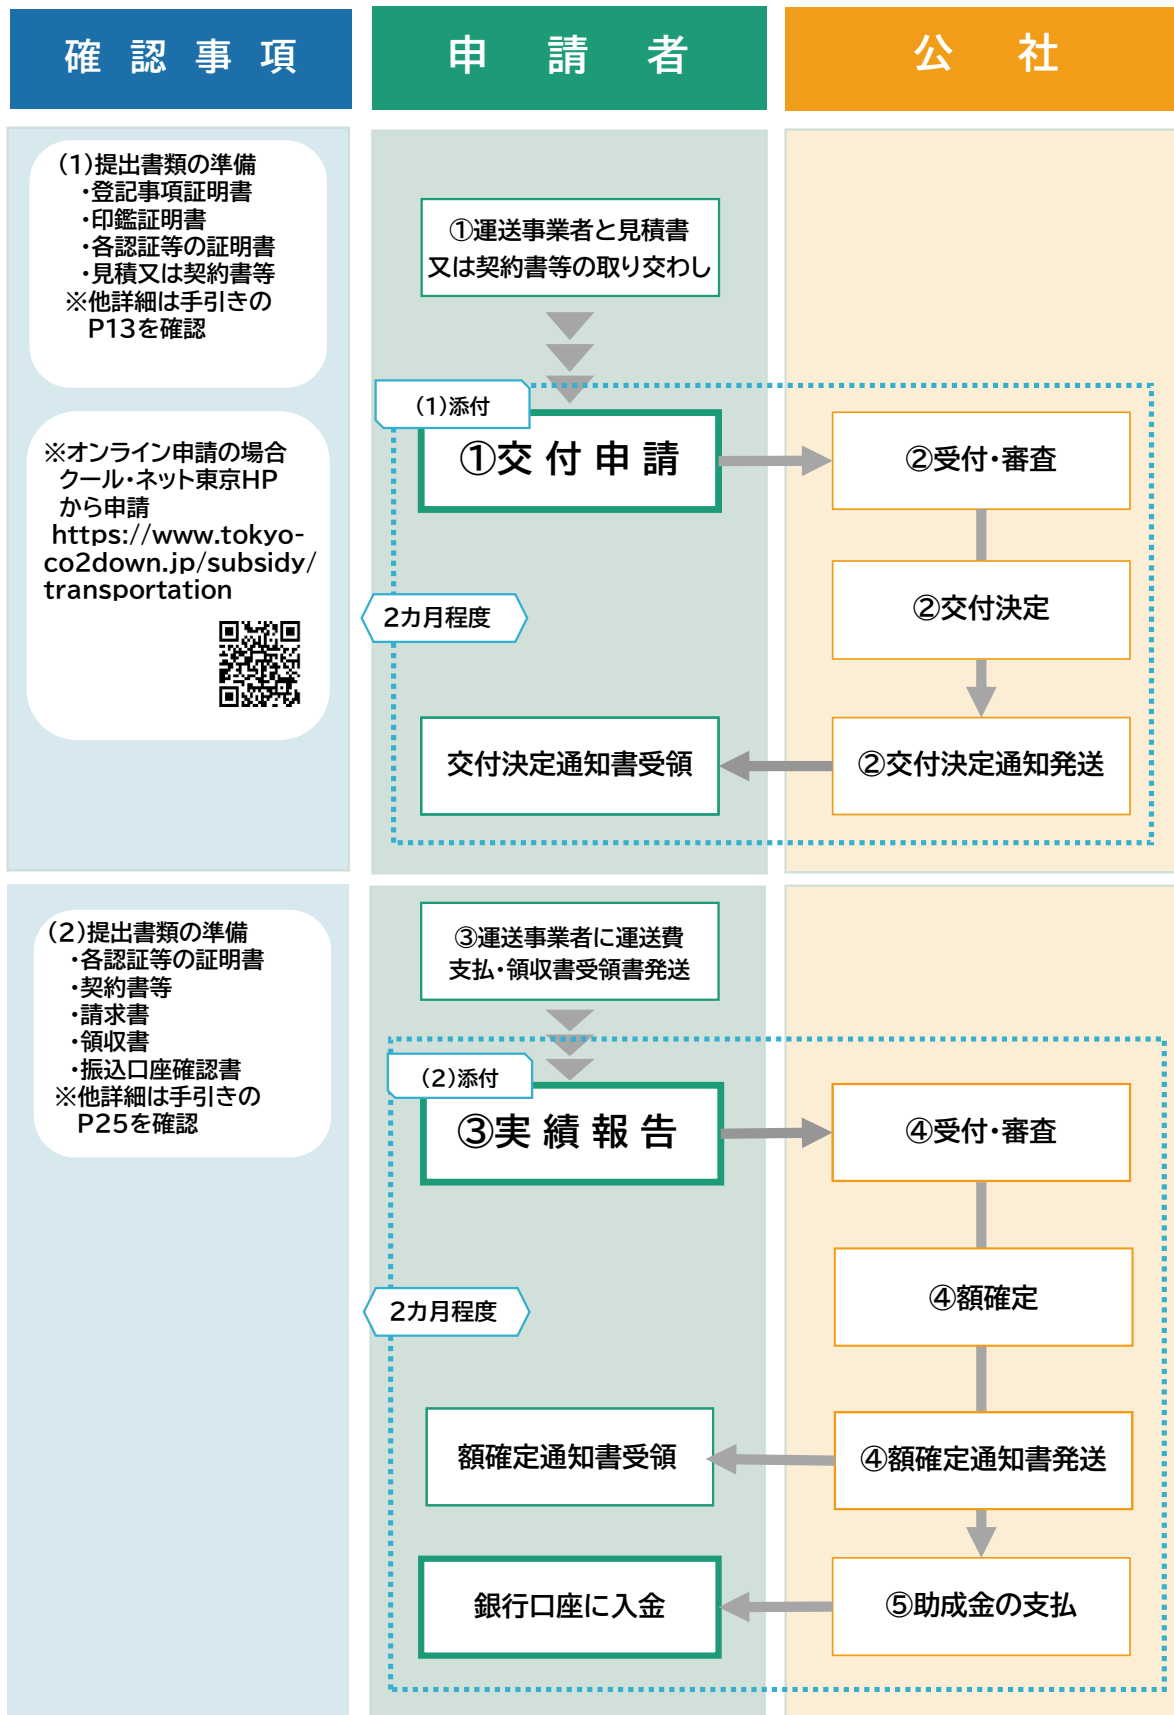 確認事項
申請者
公社
(1)提出書類の準備
・登記事項証明書
・印鑑証明書
・各認証等の証明書
・見積又は契約書等
※他詳細は手引きの
P13を確認
①運送事業者と見積書
又は契約書等の取り交わし
(1)添付
①交付申請
②受付・審査
※オンライン申請の場合
クール・ネット東京HP
から申請
https://www.tokyo-
co2down.jp/subsidy/
transportation
2カ月程度
②交付決定
交付決定通知書受領
②交付決定通知発送
(2)提出書類の準備
・各認証等の証明書
・契約書等
・請求書
・領収書
・振込口座確認書
※他詳細は手引きの
P25を確認
③運送事業者に運送費
支払・領収書受領書発送
(2)添付
③実績報告
④受付・審査
2カ月程度
④額確定
額確定通知書受領
④額確定通知書発送
銀行口座に入金
⑤助成金の支払